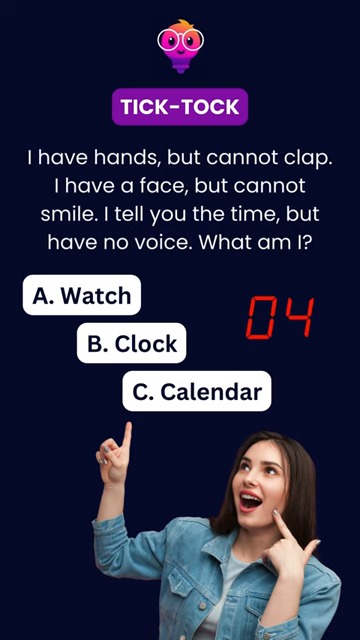 TICK-TOCK
I have hands, but cannot clap.
I have a face, but cannot
smile. I tell you the time, but
have no voice. What am I?
A. Watch
04
B. Clock
C. Calendar